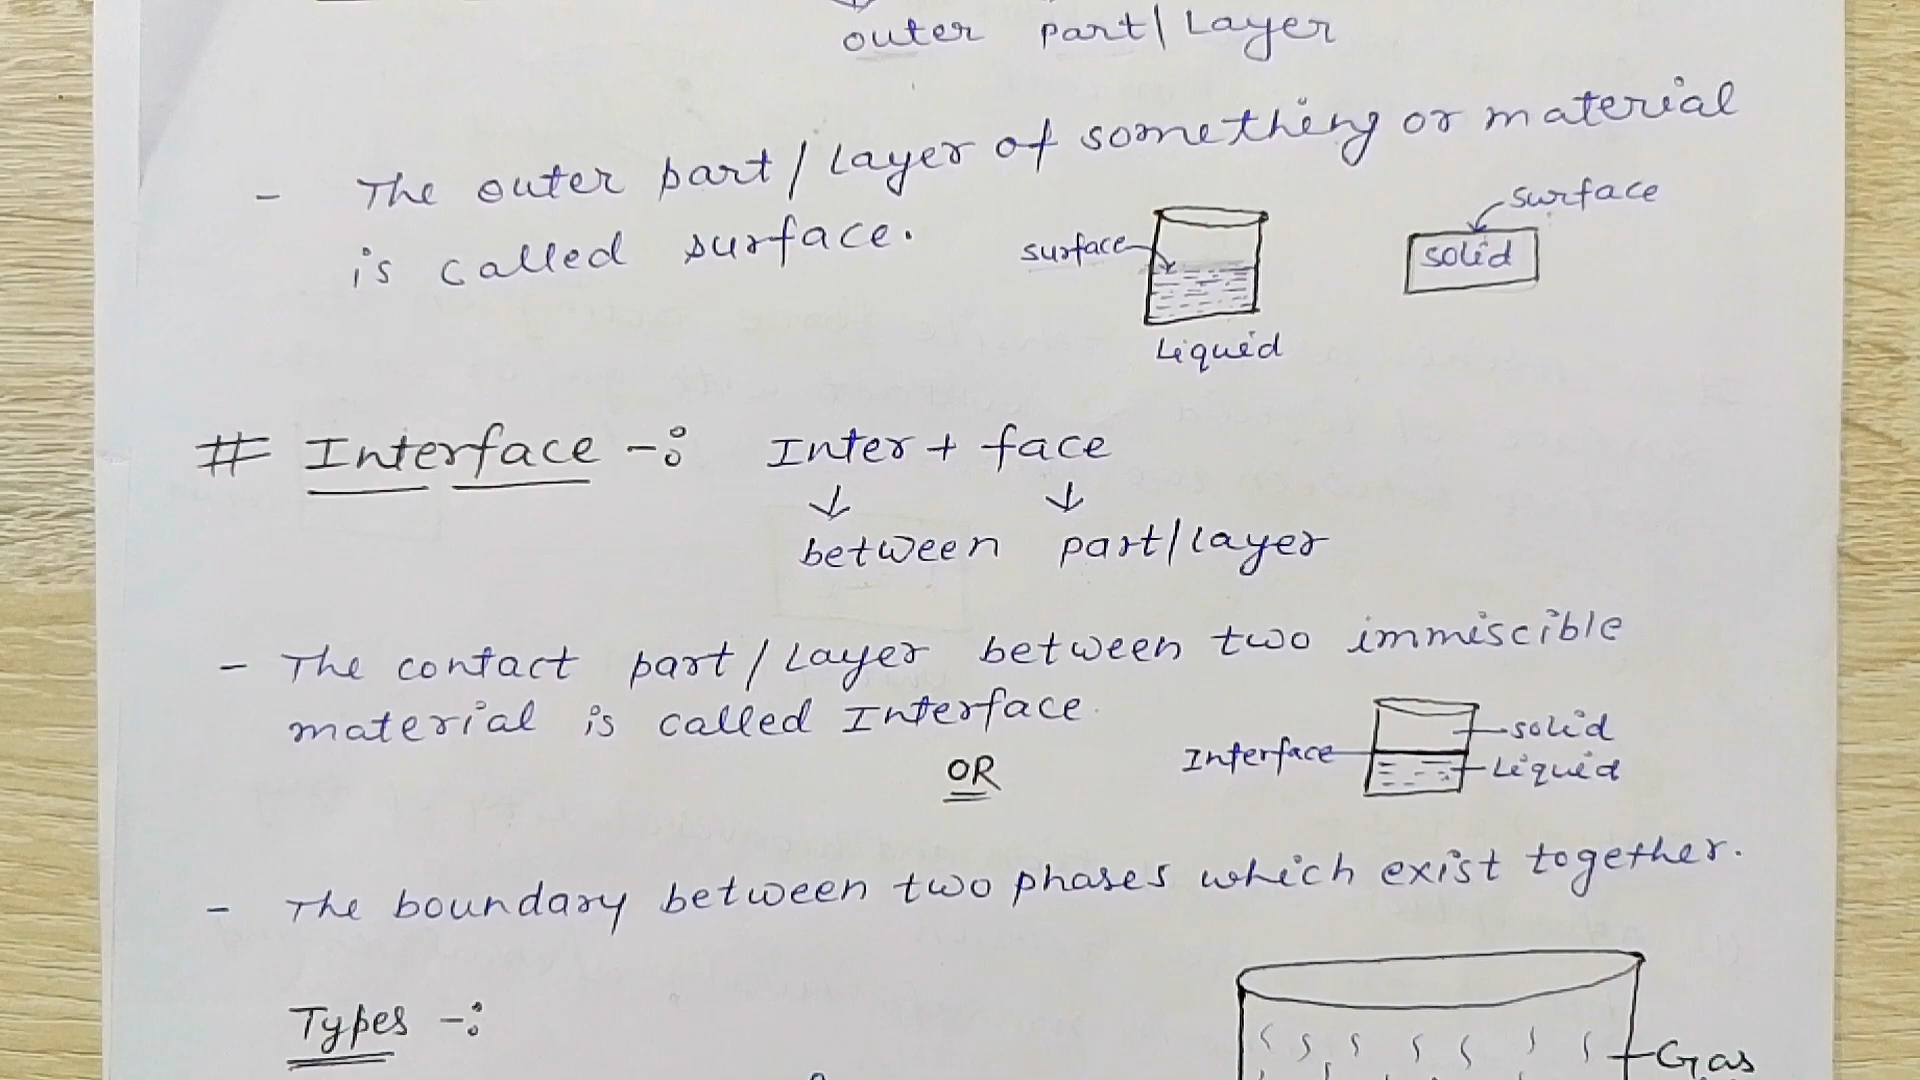 outer part/Layer
- The outer part/Layer of something or material
is called surface.
surface
Liquid
surface
solid
# Interface -: Inter + face
↓ ↓
between part/layer
- The contact part/Layer between two immiscible
material is called Interface.
Interface
solid
Liquid
OR
- The boundary between two phases which exist together.
Types -:
Gas